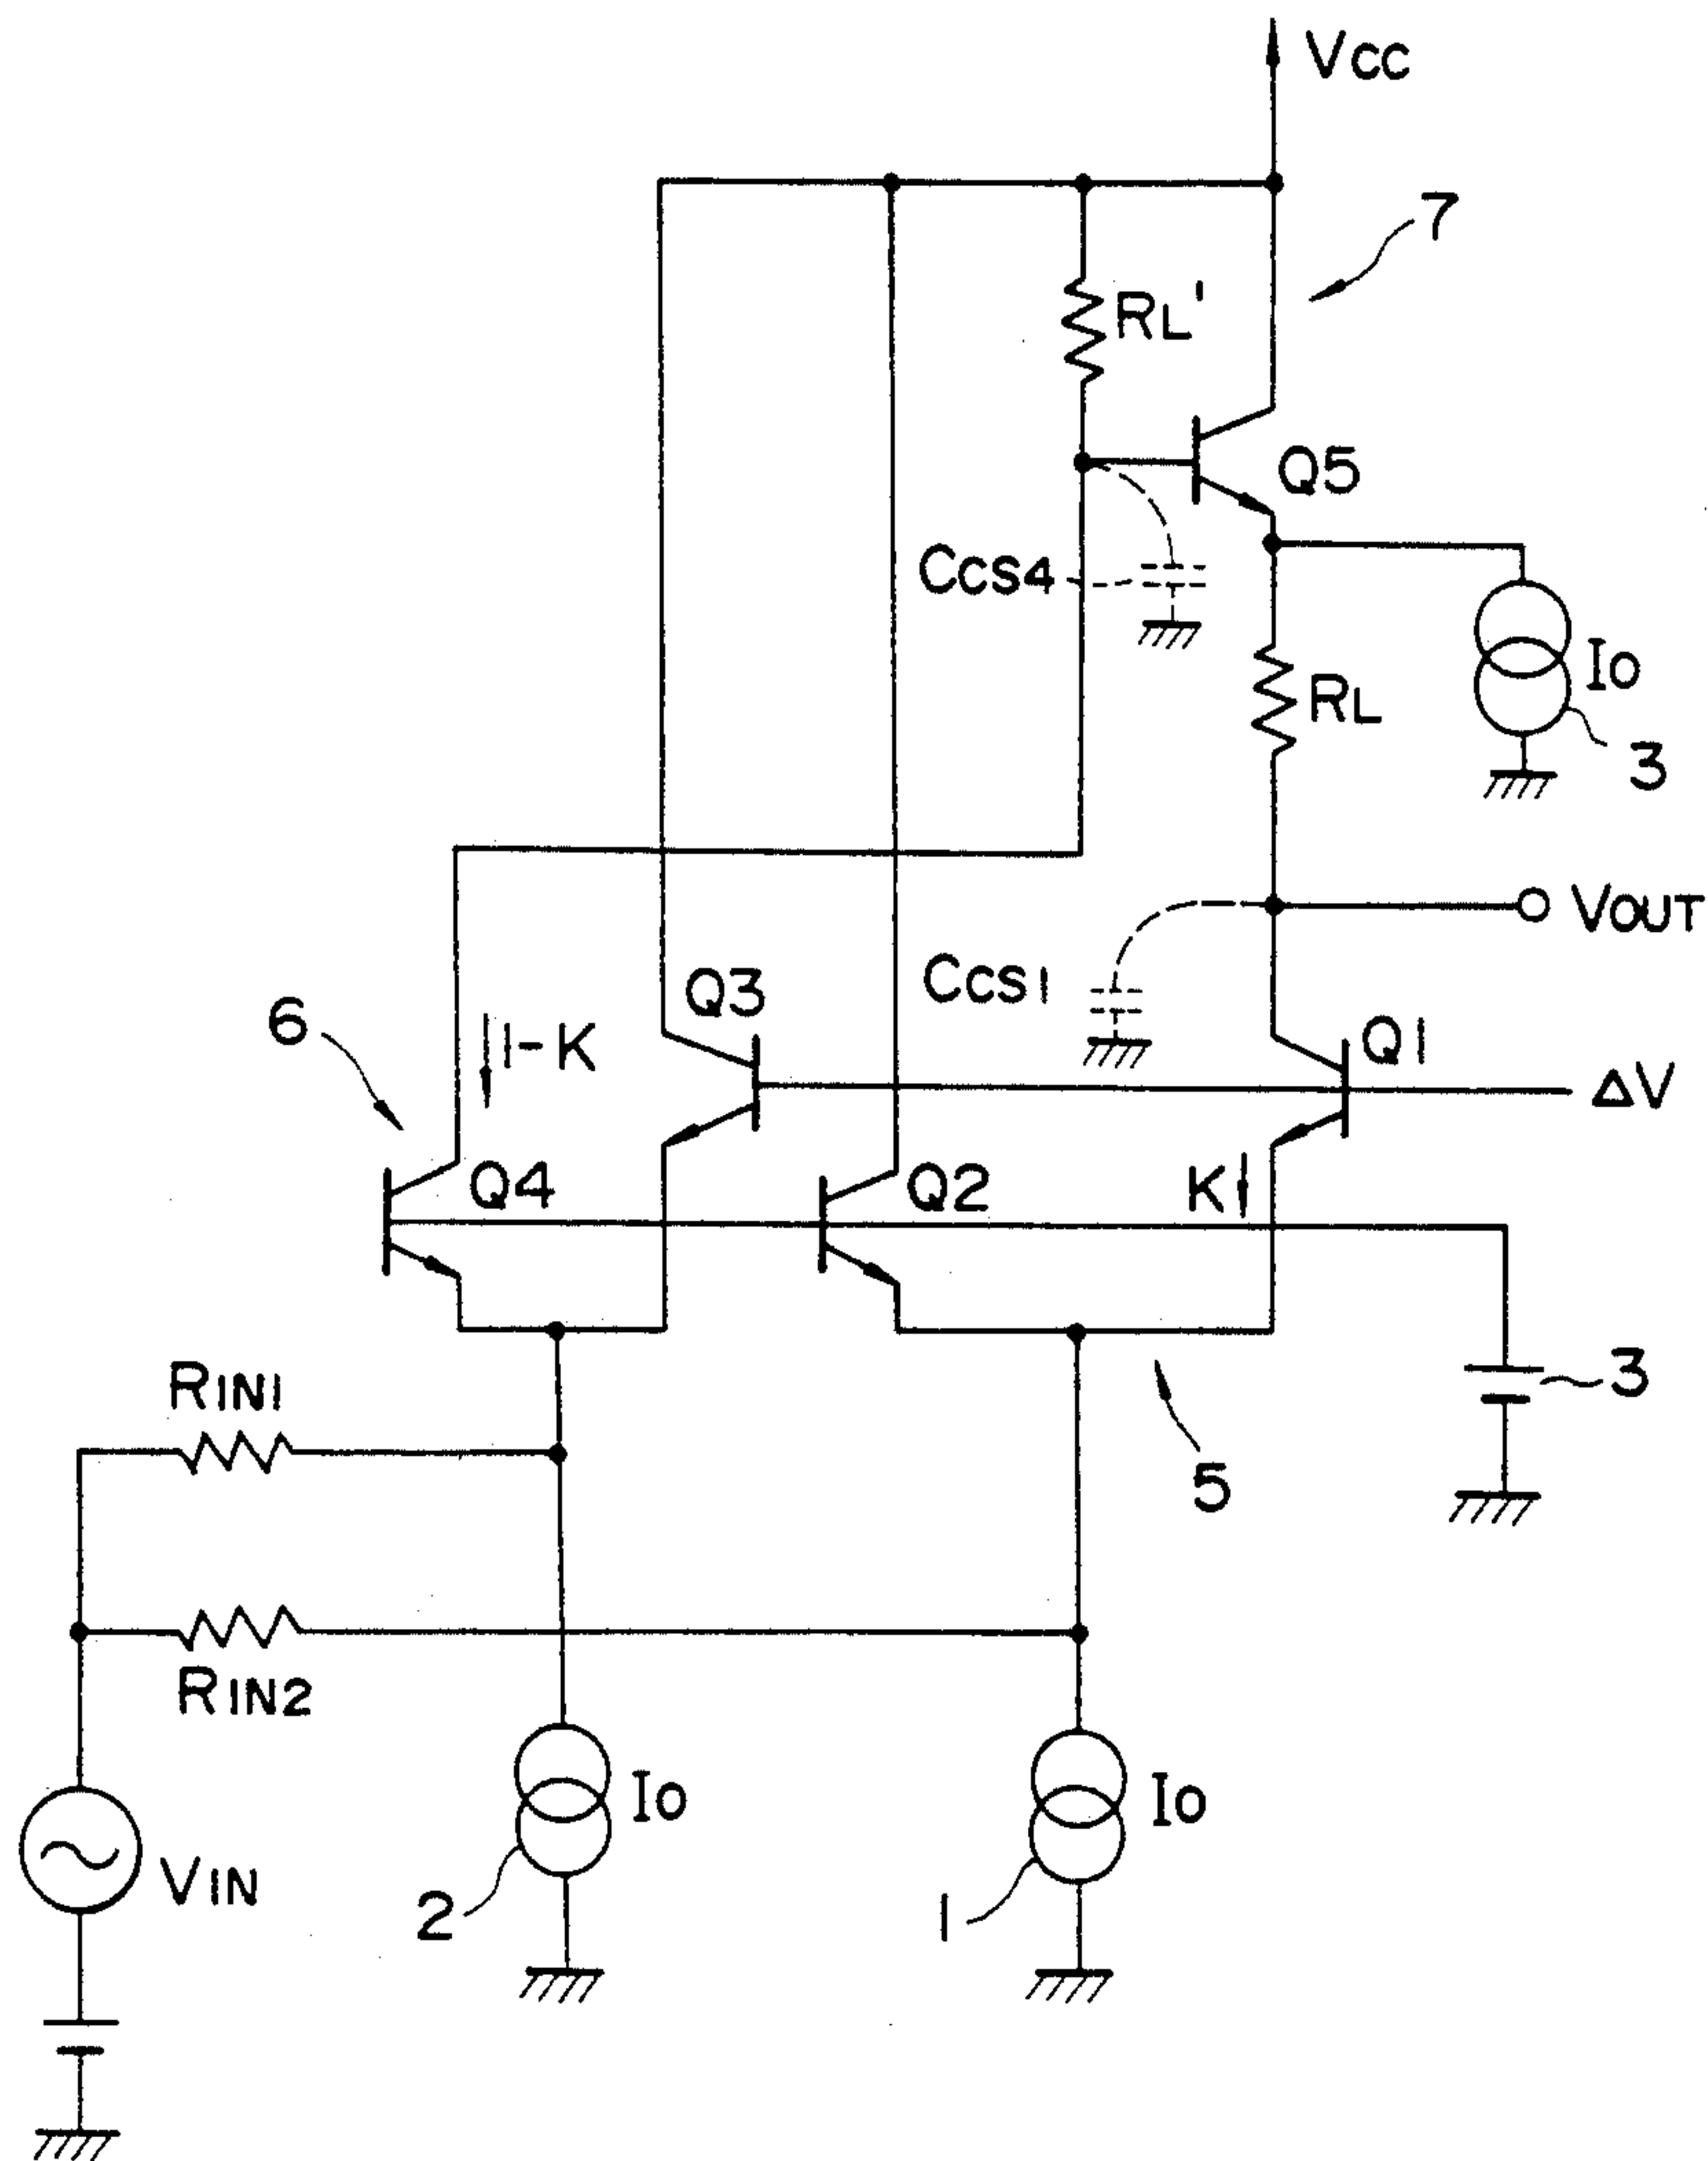 VCC
7
RL'
Q5
CCS4
IO
RL
3
VOUT
CCS1
Q3
6
1-K
Q1
ΔV
Q4
Q2
K
RIN1
3
5
RIN2
IO
IO
VIN
2
1